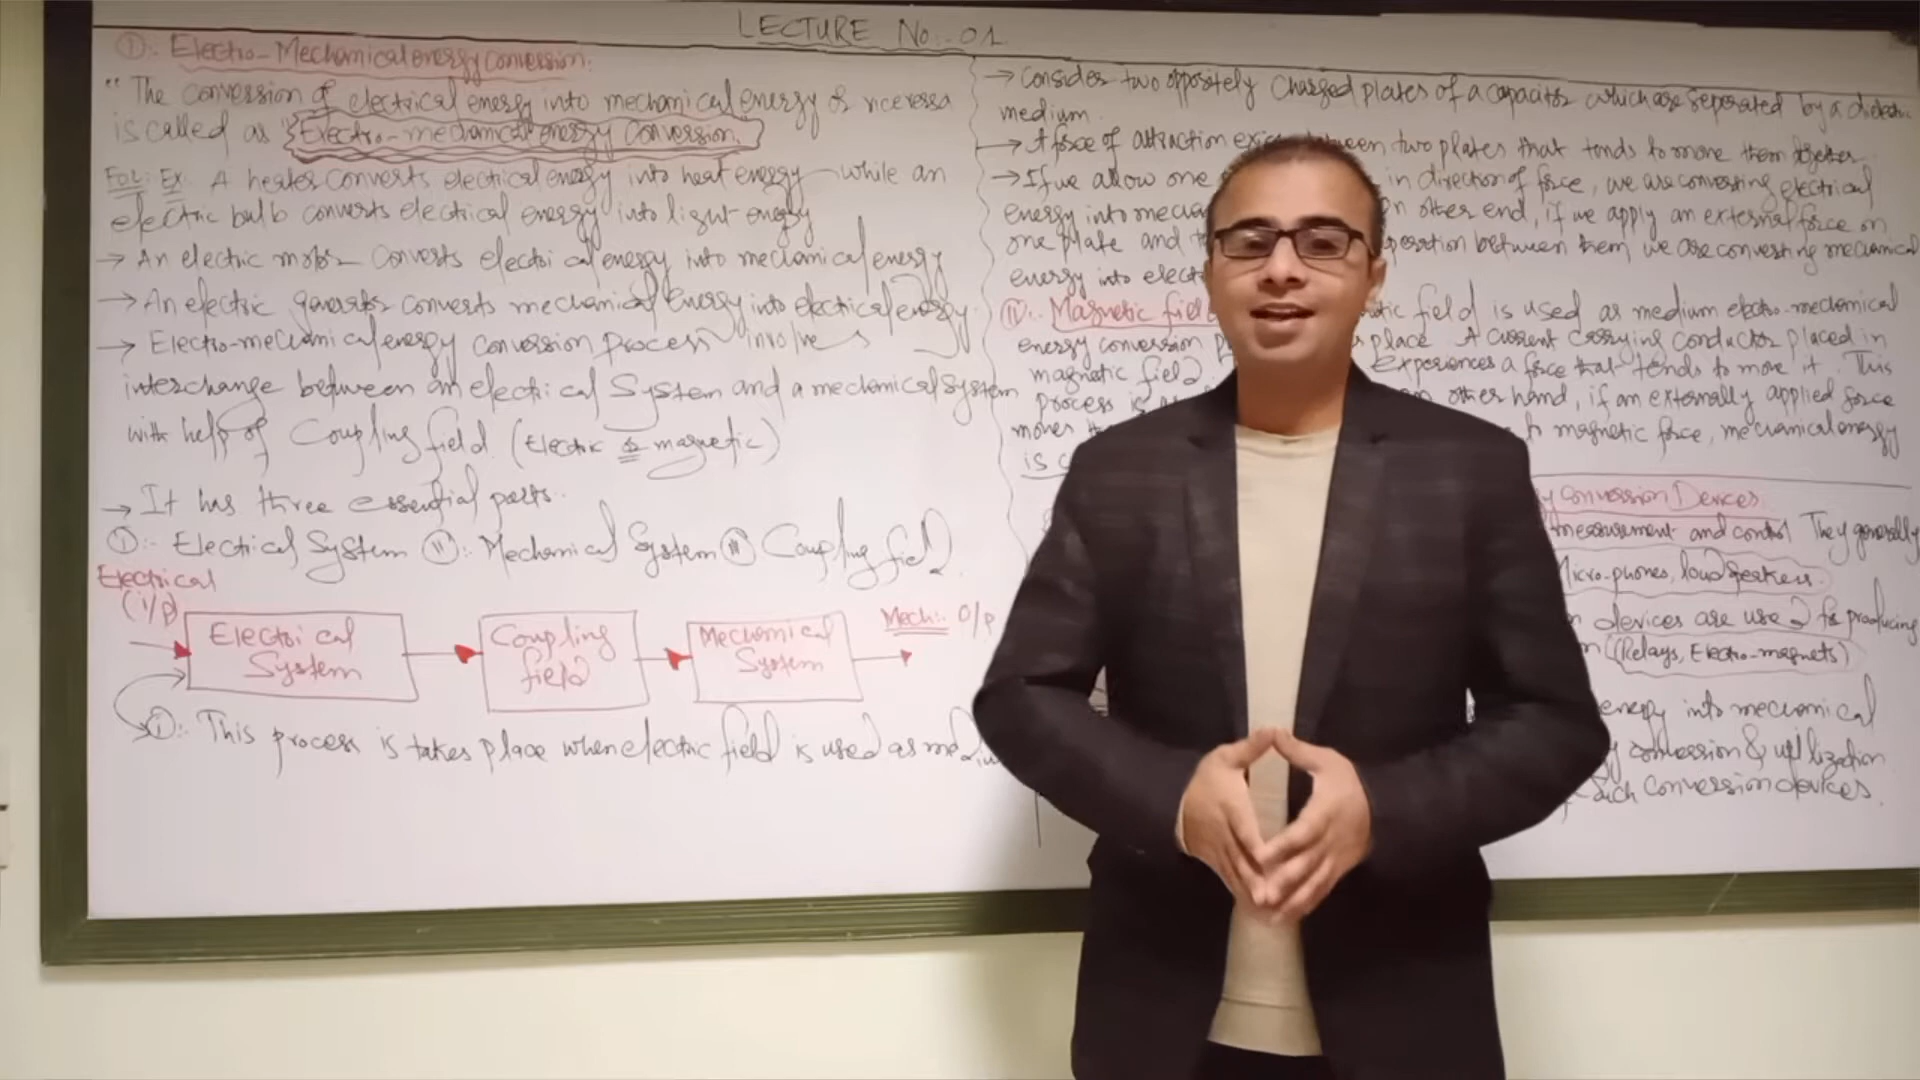 LECTURE No:-01
①:- Electro-Mechanical energy conversion:
"The conversion of electrical energy into mechanical energy or viceversa
is called as "Electro-mechanical energy Conversion."
For: Ex: A heater converts electrical energy into heat energy while an
electric bulb converts electrical energy into light energy
→ An electric motor converts electrical energy into mechanical energy
→ An electric generator converts mechanical energy into electrical energy
→ Electro-mechanical energy conversion process involves
interchange between an electrical System and a mechanical system
with help of Coupling field (Electric or magnetic)
→ It has three essential parts.
①:- Electrical System ⑪:- Mechanical System ⑪ⁱ Coupling field
Electrical
(i/p)
Electrical
System
Coupling
field
Mechanical
System
Mech:- O/p
①:- This process is takes place when electric field is used as
→ Consider two oppositely Charged plates of a capacitor which are seperated by a dielectric
medium.
→ A force of attraction between two plates that tends to move them together
→ If we allow one in direction of force, we are converting electrical
energy into other end, if we apply an external force on
one plate and between them, we are converting mechanical
energy into
⑪:- Magnetic field is used as medium electro-mechanical
energy conversion place A current carrying conductor placed in
magnetic field experiences a force that tends to move it. This
process is other hand, if an externally applied force
moves to magnetic force, mechanical energy
is
conversion Devices
measurement and control They generally
Micro-phones, loud speakers.
devices are used for producing
(Relays, Electro-magnets)
energy into mechanical
conversion & utilization
such conversion devices.